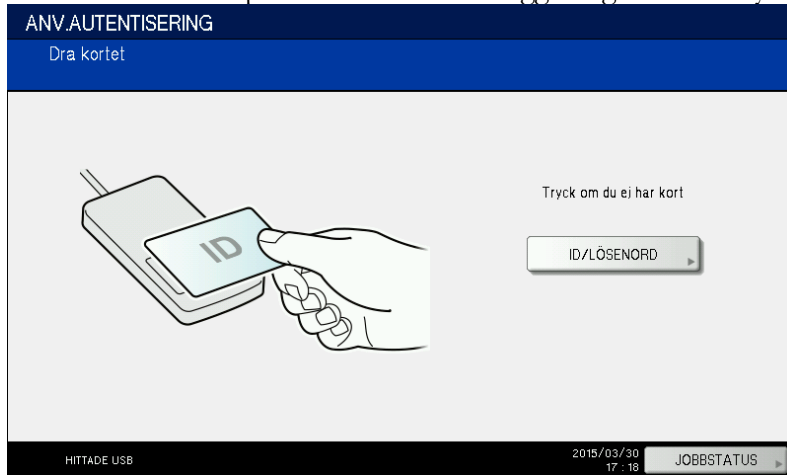 ANV.AUTENTISERING
Dra kortet
Tryck om du ej har kort
ID
ID/LÖSENORD
HITTADE USB
2015/03/30
17 : 18
JOBBSTATUS